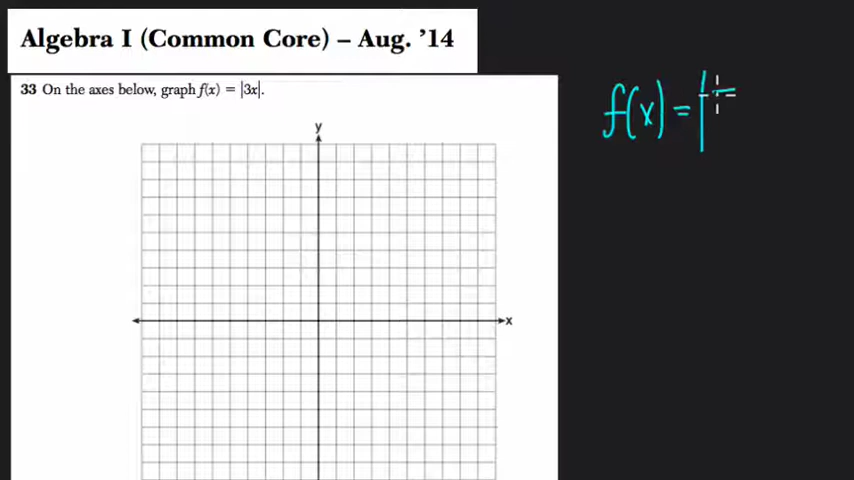 Algebra I (Common Core) – Aug. ’14
33 On the axes below, graph f(x) = |3x|.
f(x) = |
y
x